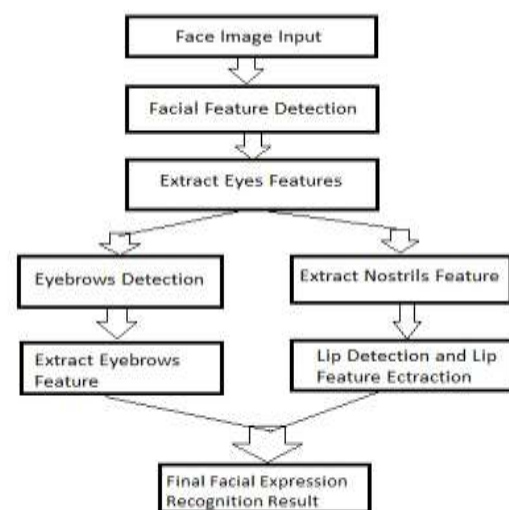 Face Image Input
Facial Feature Detection
Extract Eyes Features
Eyebrows Detection
Extract Nostrils Feature
Extract Eyebrows
Feature
Lip Detection and Lip
Feature Ectraction
Final Facial Expression
Recognition Result